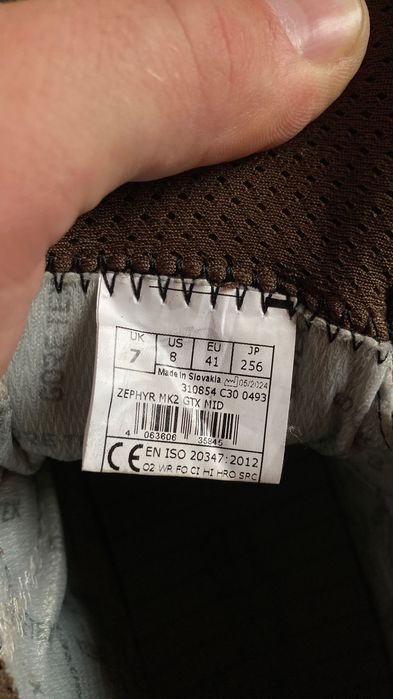 UK US EU JP
7 8 41 256
Made in Slovakia 05/2024
310854 C30 0493
ZEPHYR MK2 GTX MID
4 063606 35845
CE EN ISO 20347:2012
O2 WR FO CI HI HRO SRC